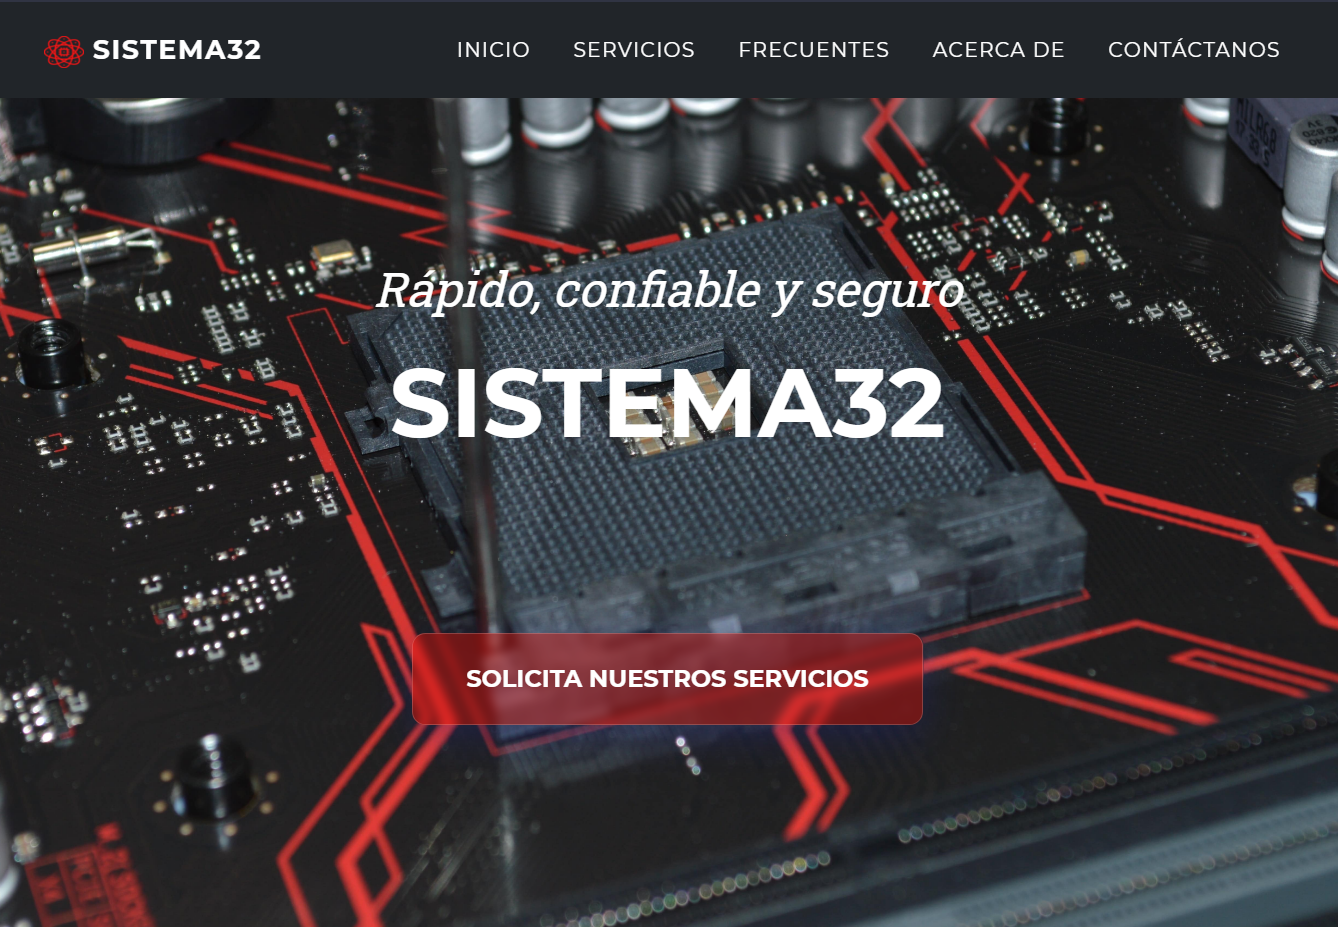 SISTEMA32
INICIO SERVICIOS FRECUENTES ACERCA DE CONTÁCTANOS
Rápido, confiable y seguro
SISTEMA32
SOLICITA NUESTROS SERVICIOS